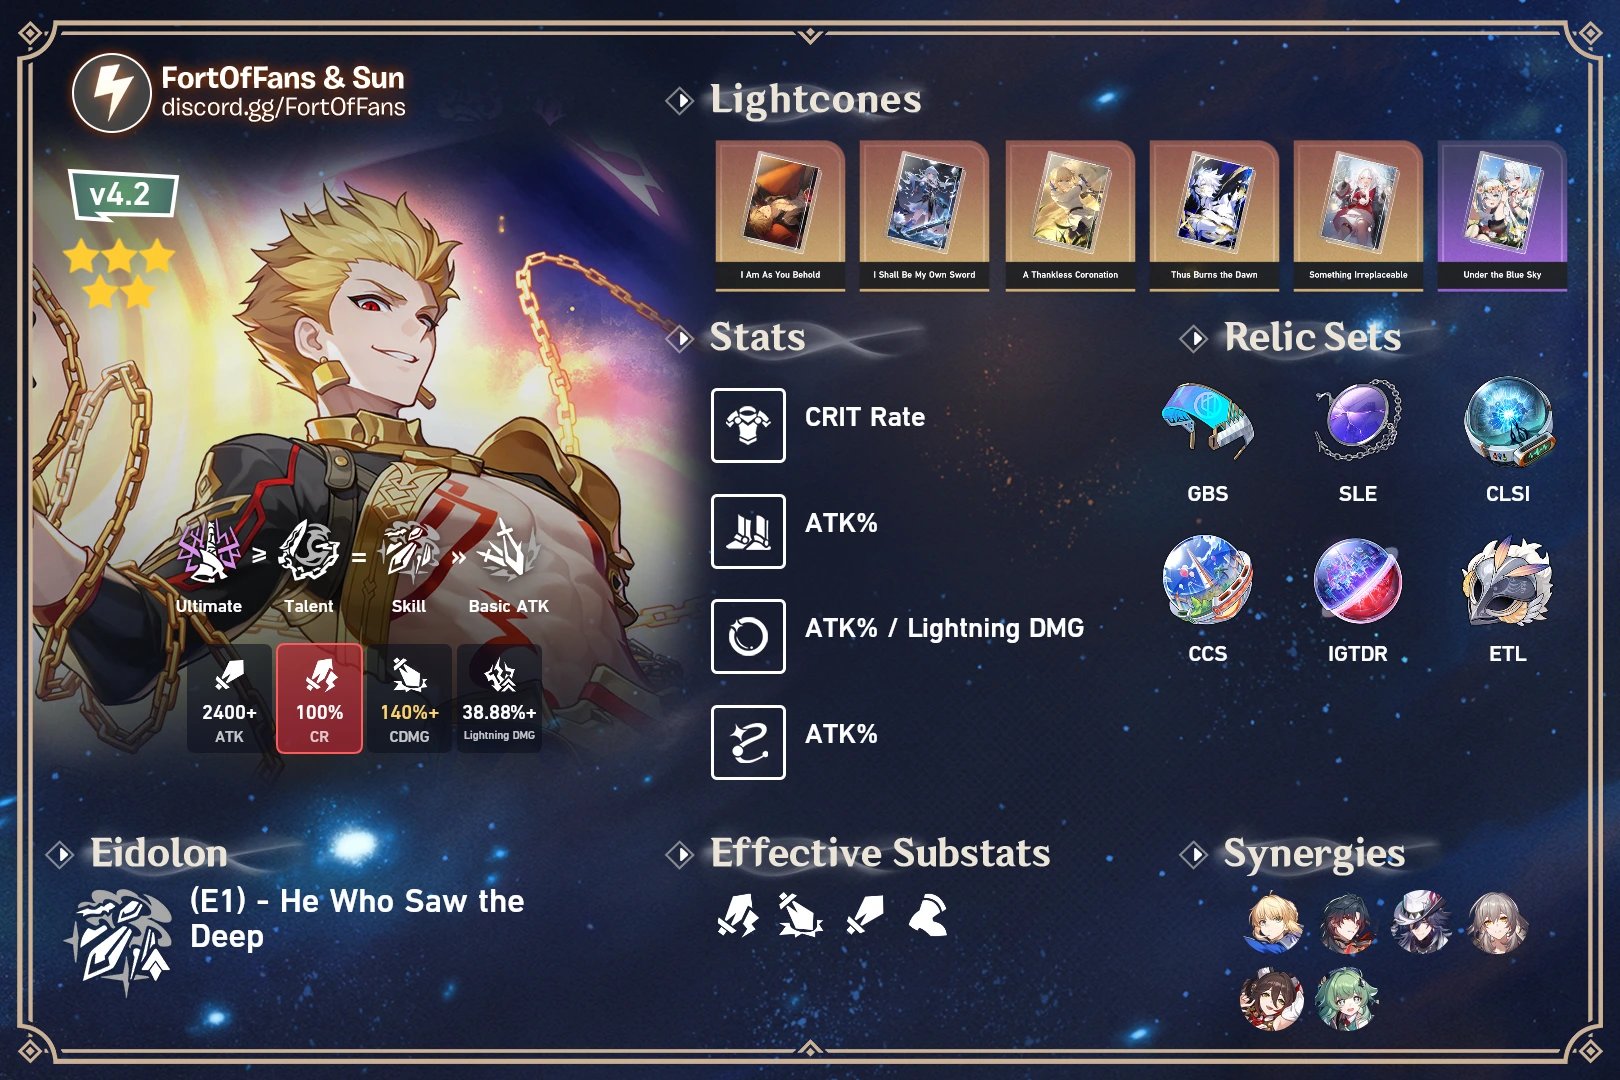 FortOfFans & Sun
discord.gg/FortOfFans
v4.2
Ultimate ≥ Talent = Skill » Basic ATK
2400+ ATK
100% CR
140%+ CDMG
38.88%+ Lightning DMG
Eidolon
(E1) - He Who Saw the
Deep
Lightcones
I Am As You Behold
I Shall Be My Own Sword
A Thankless Coronation
Thus Burns the Dawn
Something Irreplaceable
Under the Blue Sky
Stats
CRIT Rate
ATK%
ATK% / Lightning DMG
ATK%
Relic Sets
GBS
SLE
CLSI
CCS
IGTDR
ETL
Effective Substats
Synergies